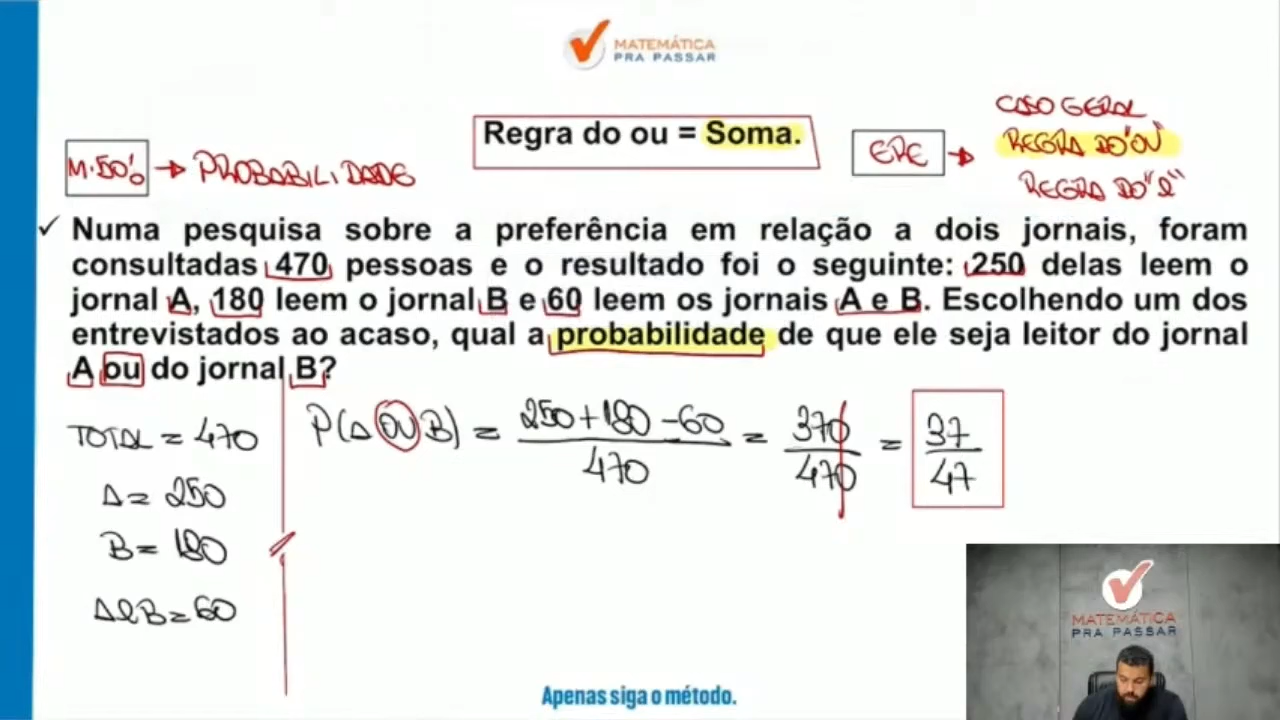 MATEMÁTICA
PRA PASSAR
Regra do ou = Soma.
CASO GERAL
REGRA DO "OU"
REGRA DO "e"
M.50%
→ PROBABILIDADE
EPE →
✓ Numa pesquisa sobre a preferência em relação a dois jornais, foram
consultadas 470 pessoas e o resultado foi o seguinte: 250 delas leem o
jornal A, 180 leem o jornal B e 60 leem os jornais A e B. Escolhendo um dos
entrevistados ao acaso, qual a probabilidade de que ele seja leitor do jornal
A ou do jornal B?
TOTAL = 470
A = 250
B = 180
A e B = 60
P(A OU B) = 250+180-60/470 = 370/470 = 37/47
MATEMÁTICA
PRA PASSAR
Apenas siga o método.